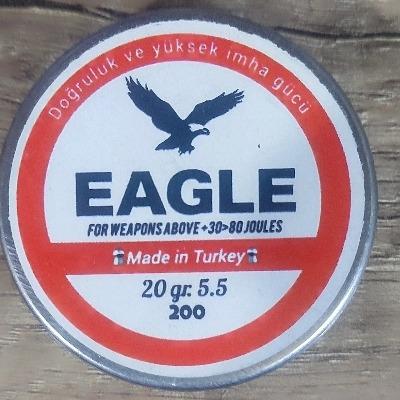 Doğruluk ve yüksek imha gücü
EAGLE
FOR WEAPONS ABOVE +30>80 JOULES
Made in Turkey
20 gr. 5.5
200